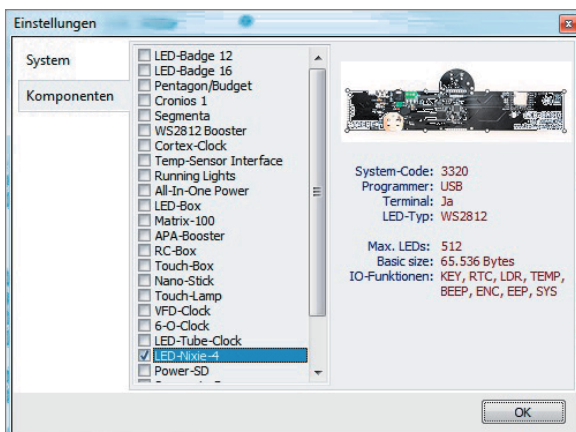 Einstellungen
System
Komponenten
LED-Badge 12
LED-Badge 16
Pentagon/Budget
Cronios 1
Segmenta
WS2812 Booster
Cortex-Clock
Temp-Sensor Interface
Running Lights
All-In-One Power
LED-Box
Matrix-100
APA-Booster
RC-Box
Touch-Box
Nano-Stick
Touch-Lamp
VFD-Clock
6-O-Clock
LED-Tube-Clock
LED-Nixie-4
Power-SD
System-Code: 3320
Programmer: USB
Terminal: Ja
LED-Typ: WS2812
Max. LEDs: 512
Basic size: 65.536 Bytes
IO-Funktionen: KEY, RTC, LDR, TEMP,
BEEP, ENC, EEP, SYS
OK